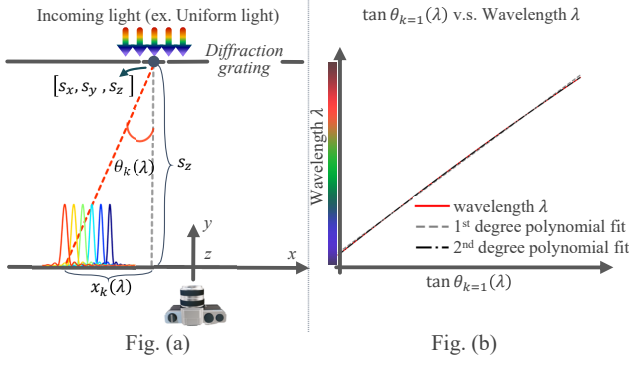 Incoming light (ex. Uniform light)
Diffraction
grating
[s_x, s_y , s_z]
θ_k(λ)
s_z
y
z
x
x_k(λ)
Fig. (a)
tan θ_{k=1}(λ) v.s. Wavelength λ
Wavelength λ
wavelength λ
1st degree polynomial fit
2nd degree polynomial fit
tan θ_{k=1}(λ)
Fig. (b)